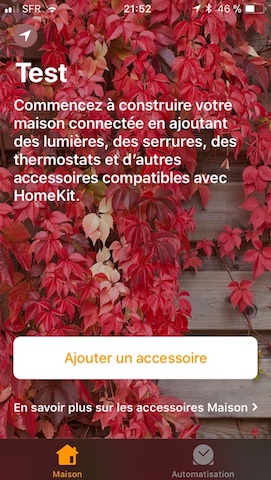 SFR 21:52 46 %
Test
Commencez à construire votre
maison connectée en ajoutant
des lumières, des serrures, des
thermostats et d'autres
accessoires compatibles avec
HomeKit.
Ajouter un accessoire
En savoir plus sur les accessoires Maison >
Maison Automatisation